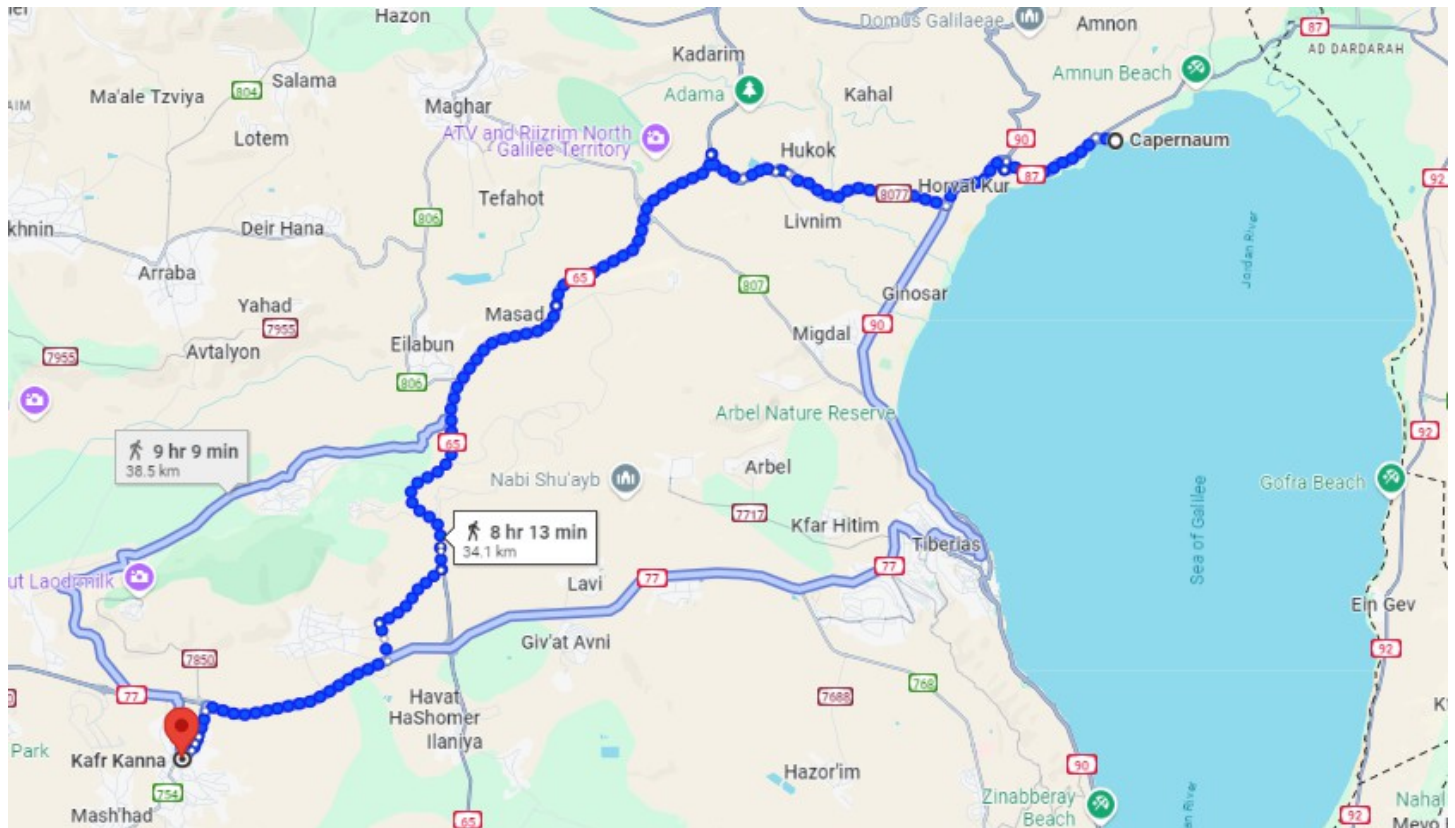 Hazon
Domus Galilaeae
Amnon
87
AD DARDARAH
Kadarim
Salama
804
Ma'ale Tzviya
Amnun Beach
Adama
Kahal
Maghar
Lotem
ATV and Riizrim North
Galilee Territory
90
Capernaum
Hukok
87
92
Horvat Kur
8077
Tefahot
Livnim
806
khnin
Deir Hana
Jordan River
Arraba
65
807
Ginosar
Yahad
Masad
7955
90
Migdal
Eilabun
7955
Avtalyon
806
Arbel Nature Reserve
92
65
9 hr 9 min
38.5 km
Arbel
Nabi Shu'ayb
Gofra Beach
7717
Kfar Hitim
8 hr 13 min
34.1 km
Tiberias
Sea of Galilee
77
77
Lavi
ut Laodimilk
Ein Gev
Giv'at Avni
92
7850
768
77
Havat
HaShomer
7688
Ilaniya
Park
Kafr Kanna
90
Hazor'im
754
Zinabberay
Beach
Nahal
Mash'had
65
92